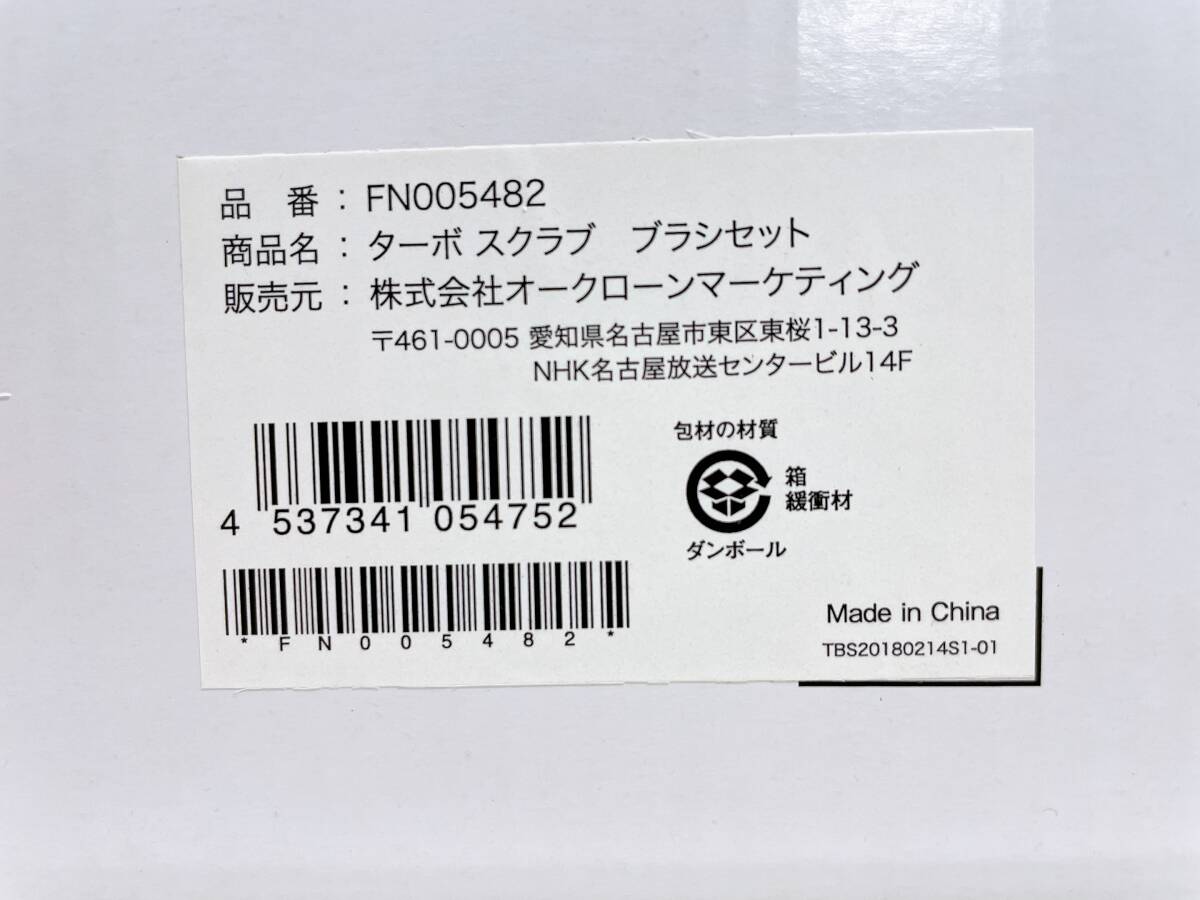 品　番 : FN005482
商品名 : ターボ スクラブ　ブラシセット
販売元 : 株式会社オークローンマーケティング
〒461-0005 愛知県名古屋市東区東桜1-13-3
NHK名古屋放送センタービル14F
包材の材質
箱
緩衝材
ダンボール
4 537341 054752
*FN005482*
Made in China
TBS20180214S1-01